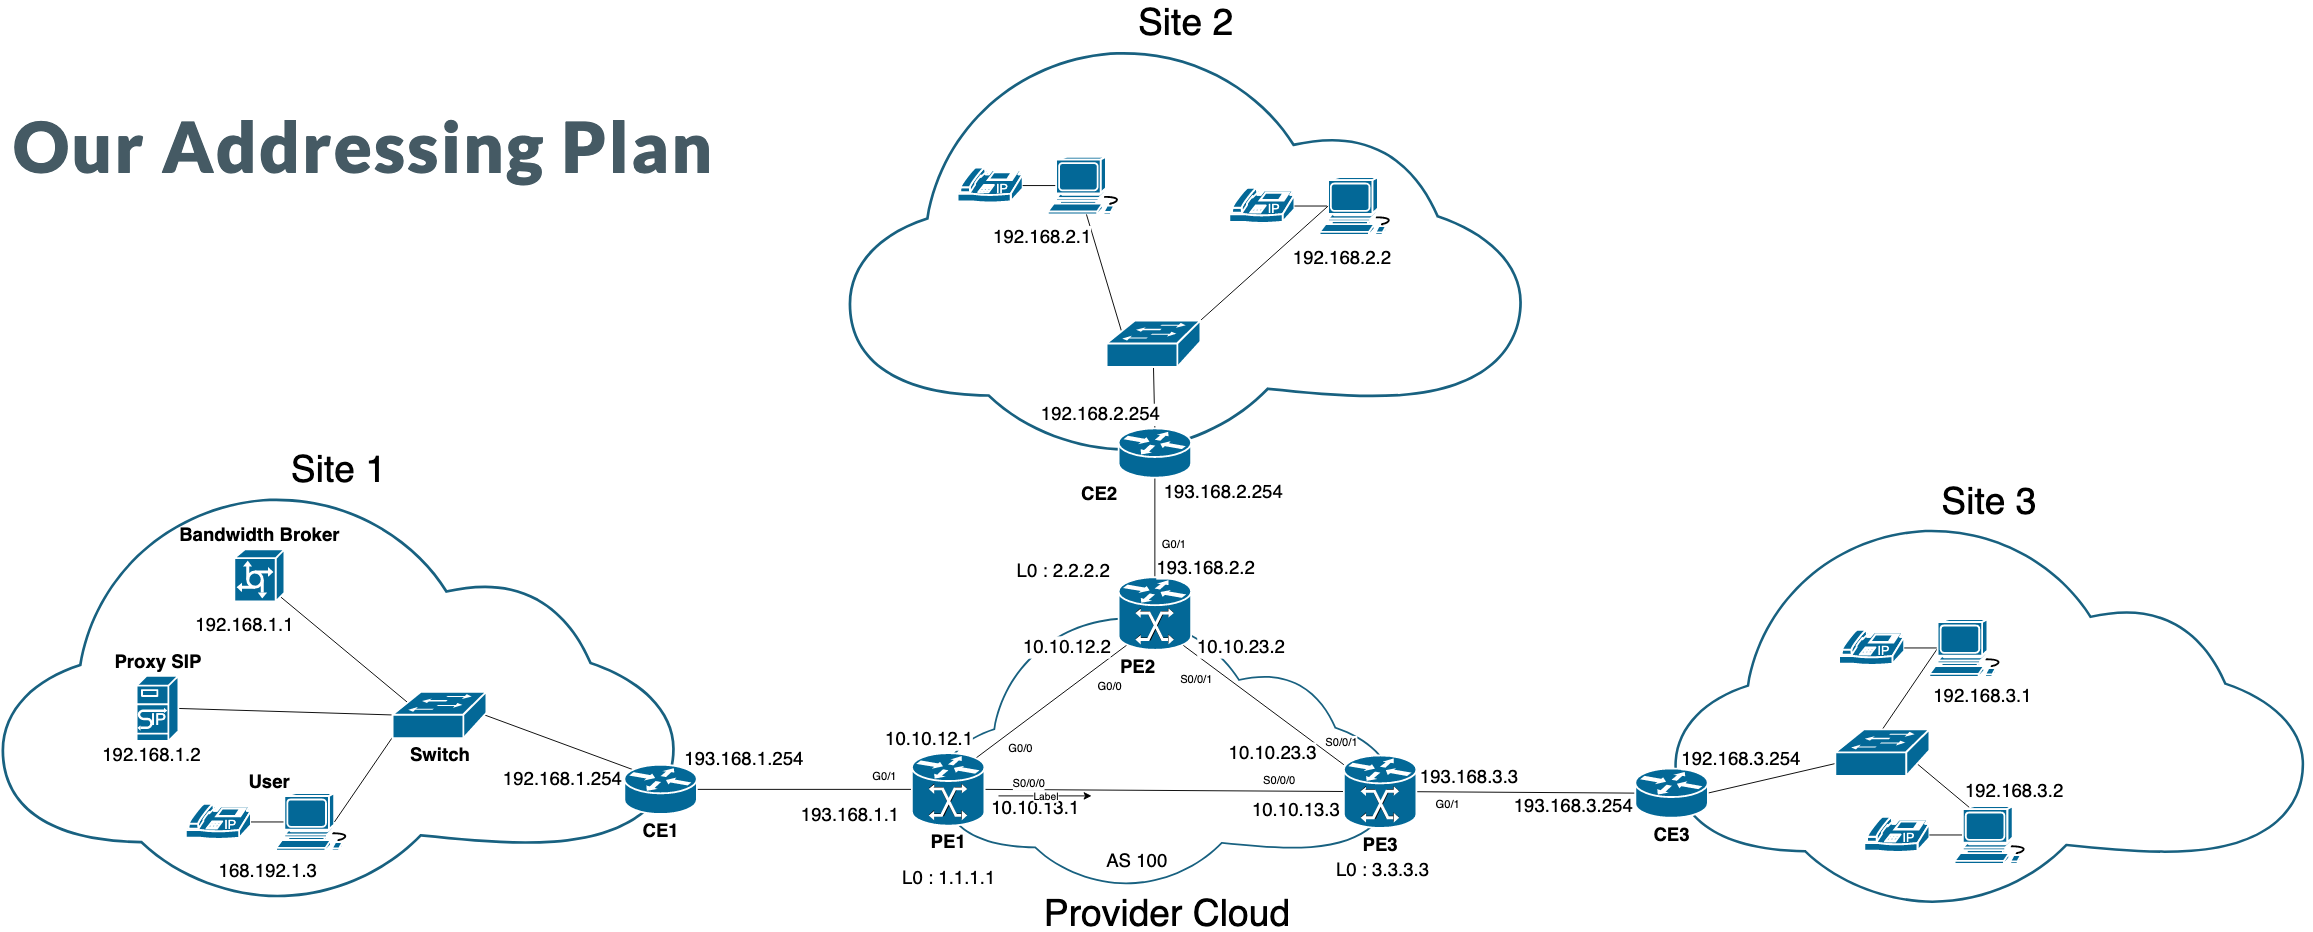 Our Addressing Plan
Site 2
IP
IP
192.168.2.1
192.168.2.2
192.168.2.254
CE2
193.168.2.254
G0/1
L0 : 2.2.2.2
193.168.2.2
10.10.12.2
10.10.23.2
PE2
G0/0
S0/0/1
Site 1
Bandwidth Broker
192.168.1.1
Proxy SIP
SIP
192.168.1.2
Switch
User
IP
168.192.1.3
192.168.1.254
193.168.1.254
CE1
G0/1
193.168.1.1
10.10.12.1
G0/0
S0/0/0
Label
10.10.13.1
PE1
L0 : 1.1.1.1
10.10.23.3
S0/0/1
S0/0/0
10.10.13.3
PE3
L0 : 3.3.3.3
AS 100
Provider Cloud
193.168.3.3
G0/1
193.168.3.254
Site 3
IP
192.168.3.1
192.168.3.254
CE3
192.168.3.2
IP